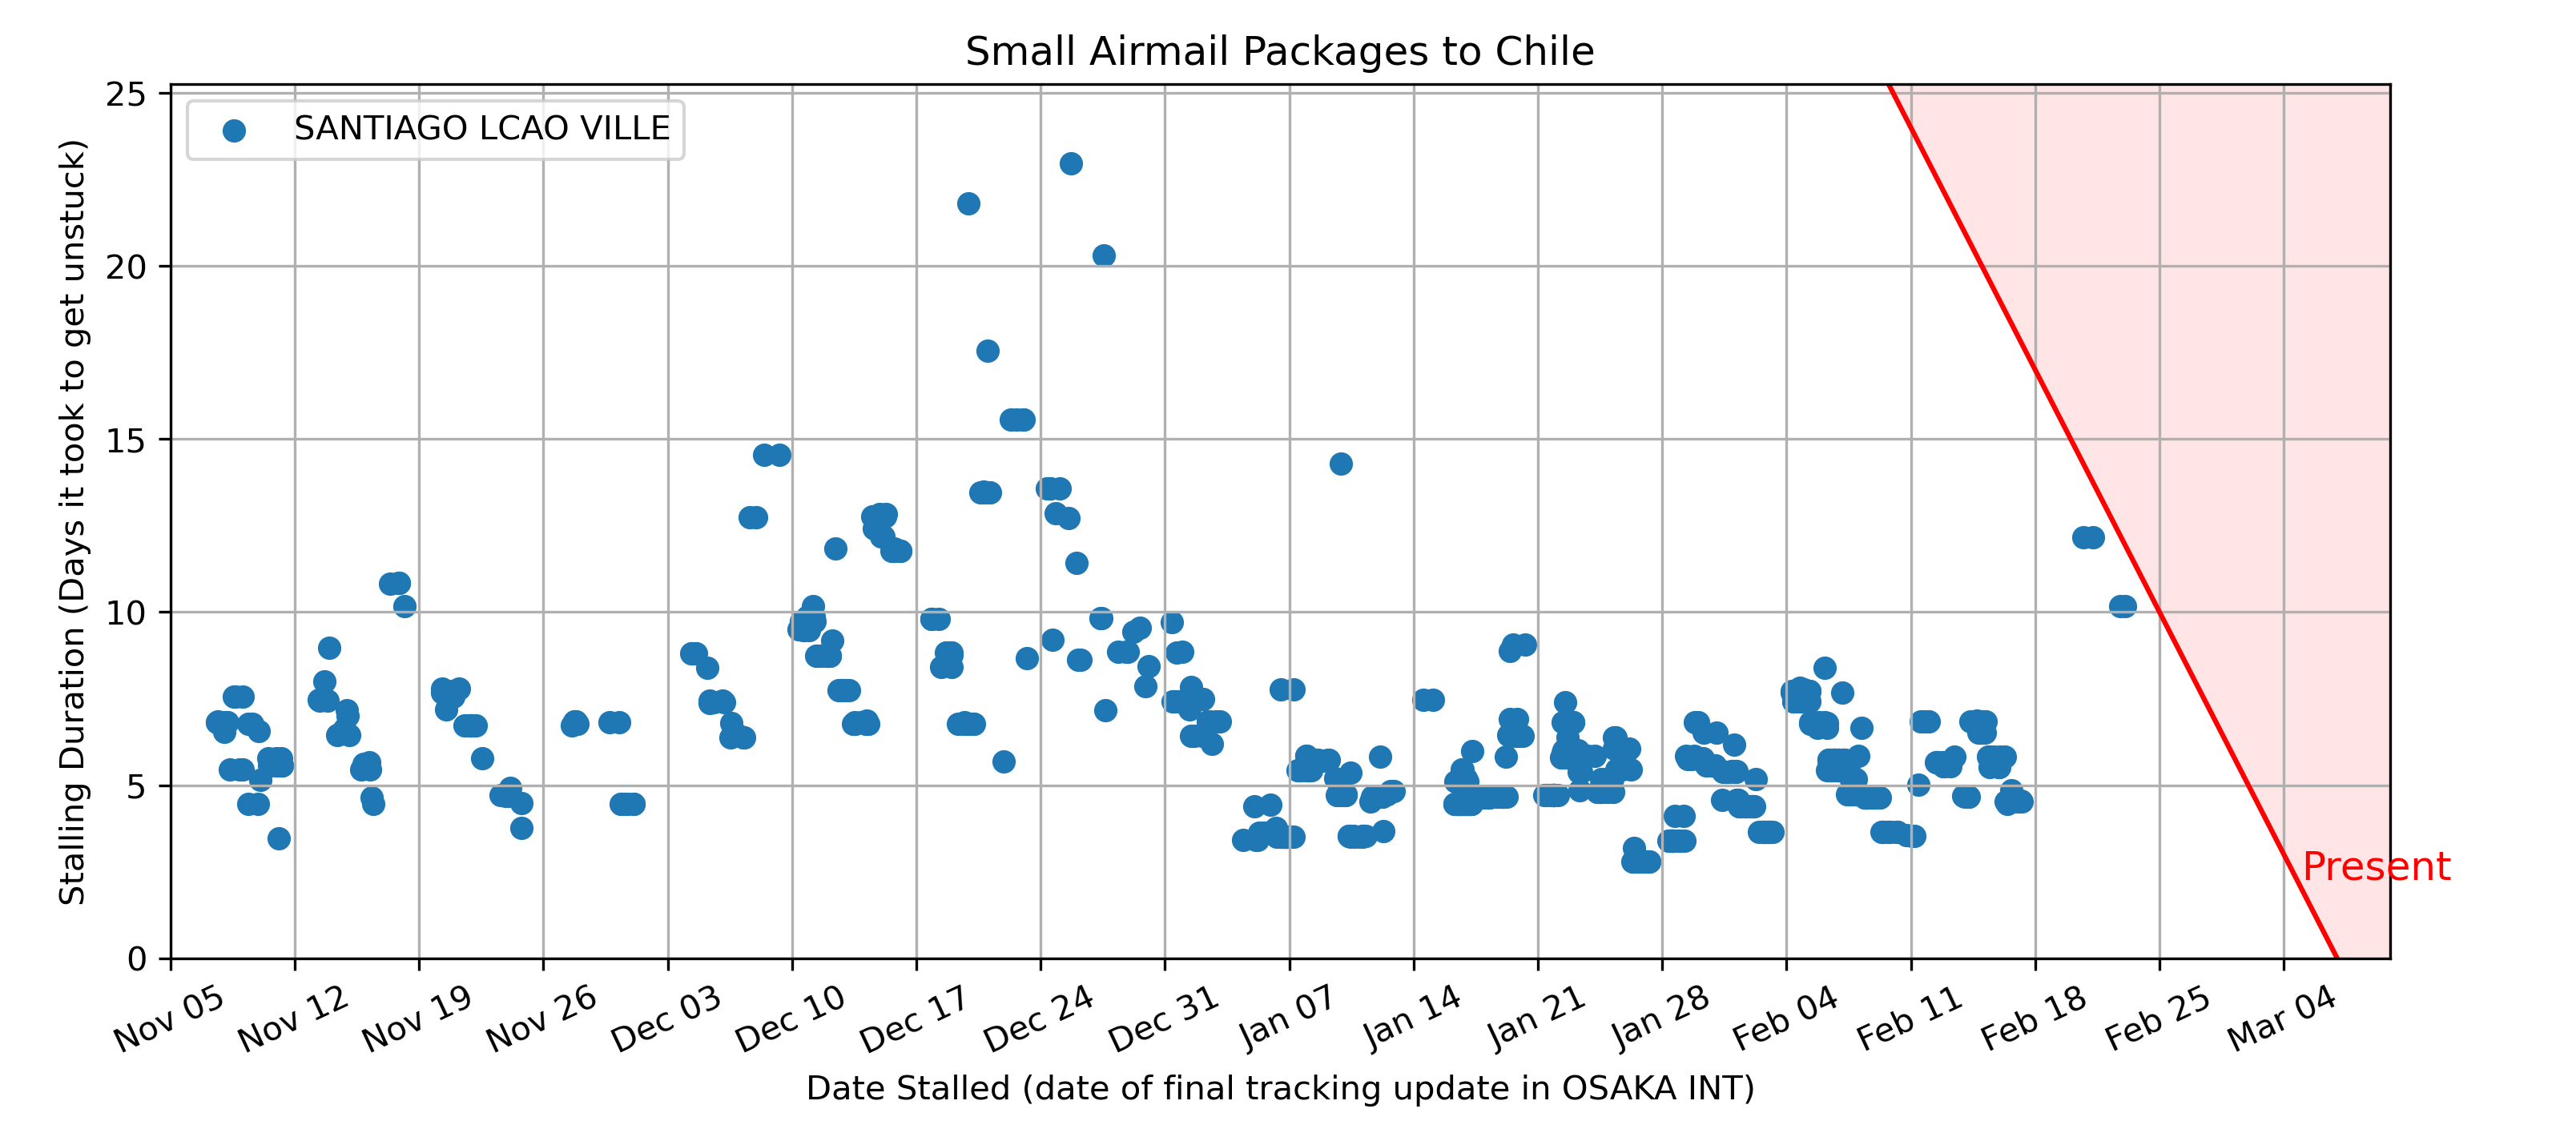 Small Airmail Packages to Chile
SANTIAGO LCAO VILLE
Stalling Duration (Days it took to get unstuck)
25
20
15
10
5
0
Present
Nov 05
Nov 12
Nov 19
Nov 26
Dec 03
Dec 10
Dec 17
Dec 24
Dec 31
Jan 07
Jan 14
Jan 21
Jan 28
Feb 04
Feb 11
Feb 18
Feb 25
Mar 04
Date Stalled (date of final tracking update in OSAKA INT)